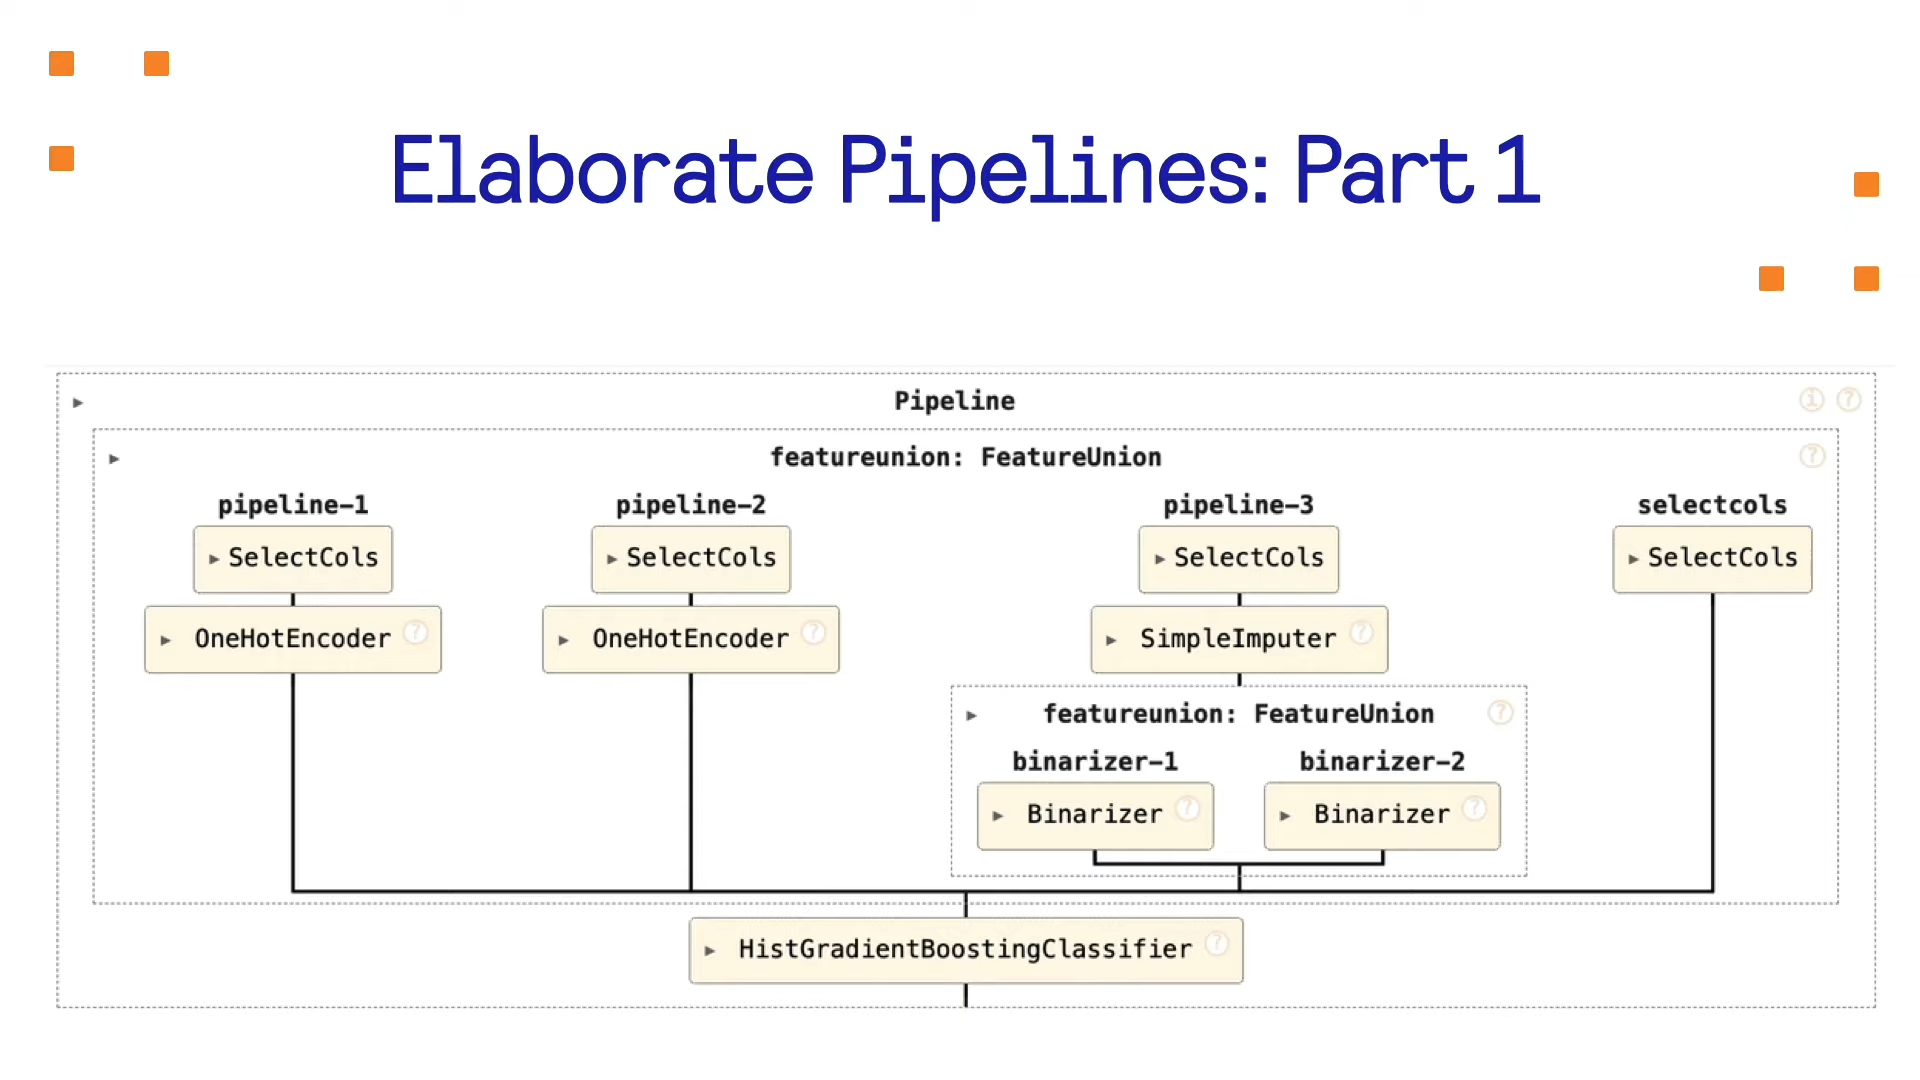 Elaborate Pipelines: Part 1
Pipeline
featureunion: FeatureUnion
pipeline-1
pipeline-2
pipeline-3
selectcols
SelectCols
SelectCols
SelectCols
SelectCols
OneHotEncoder ?
OneHotEncoder ?
SimpleImputer ?
featureunion: FeatureUnion ?
binarizer-1
binarizer-2
Binarizer ?
Binarizer ?
HistGradientBoostingClassifier ?
i ?
?